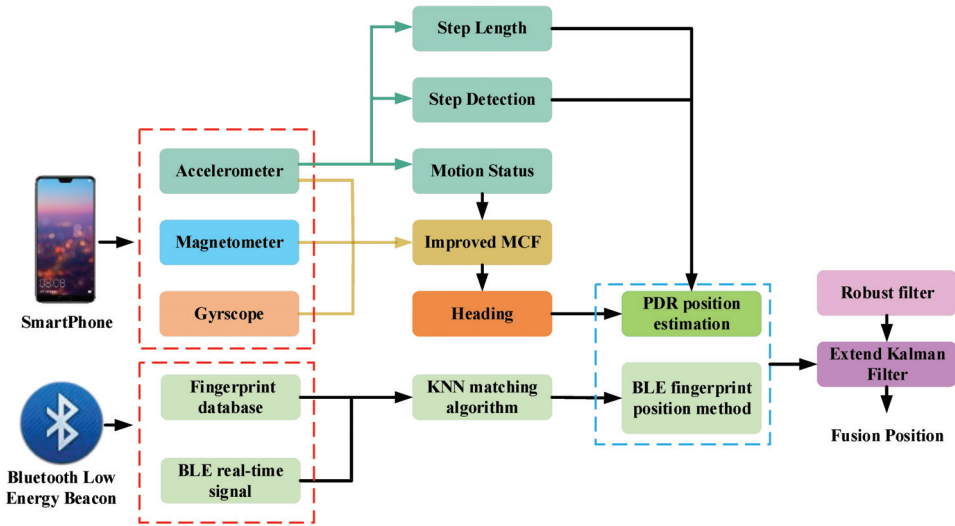 Step Length
Step Detection
Accelerometer
Motion Status
Magnetometer
Improved MCF
08:08
SmartPhone
Gyrscope
Heading
PDR position
estimation
Robust filter
Extend Kalman
Filter
Fingerprint
database
KNN matching
algorithm
BLE fingerprint
position method
Fusion Position
Bluetooth Low
Energy Beacon
BLE real-time
signal